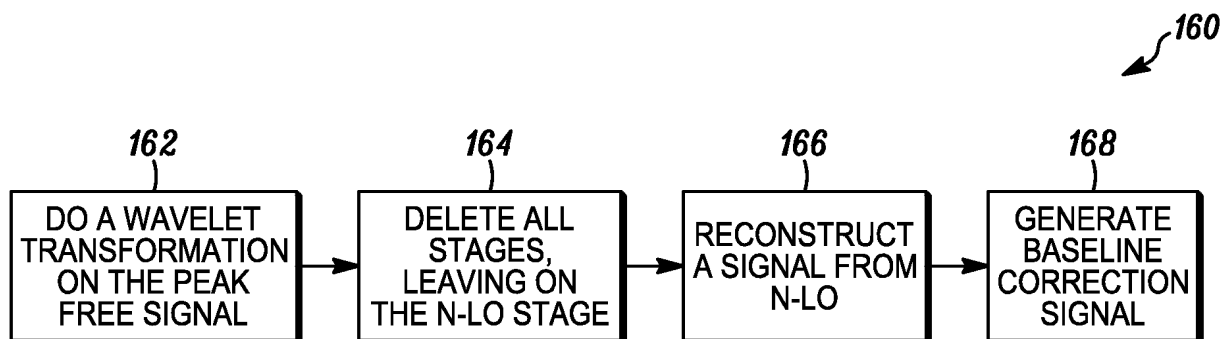 160
162
DO A WAVELET
TRANSFORMATION
ON THE PEAK
FREE SIGNAL
164
DELETE ALL
STAGES,
LEAVING ON
THE N-LO STAGE
166
RECONSTRUCT
A SIGNAL FROM
N-LO
168
GENERATE
BASELINE
CORRECTION
SIGNAL